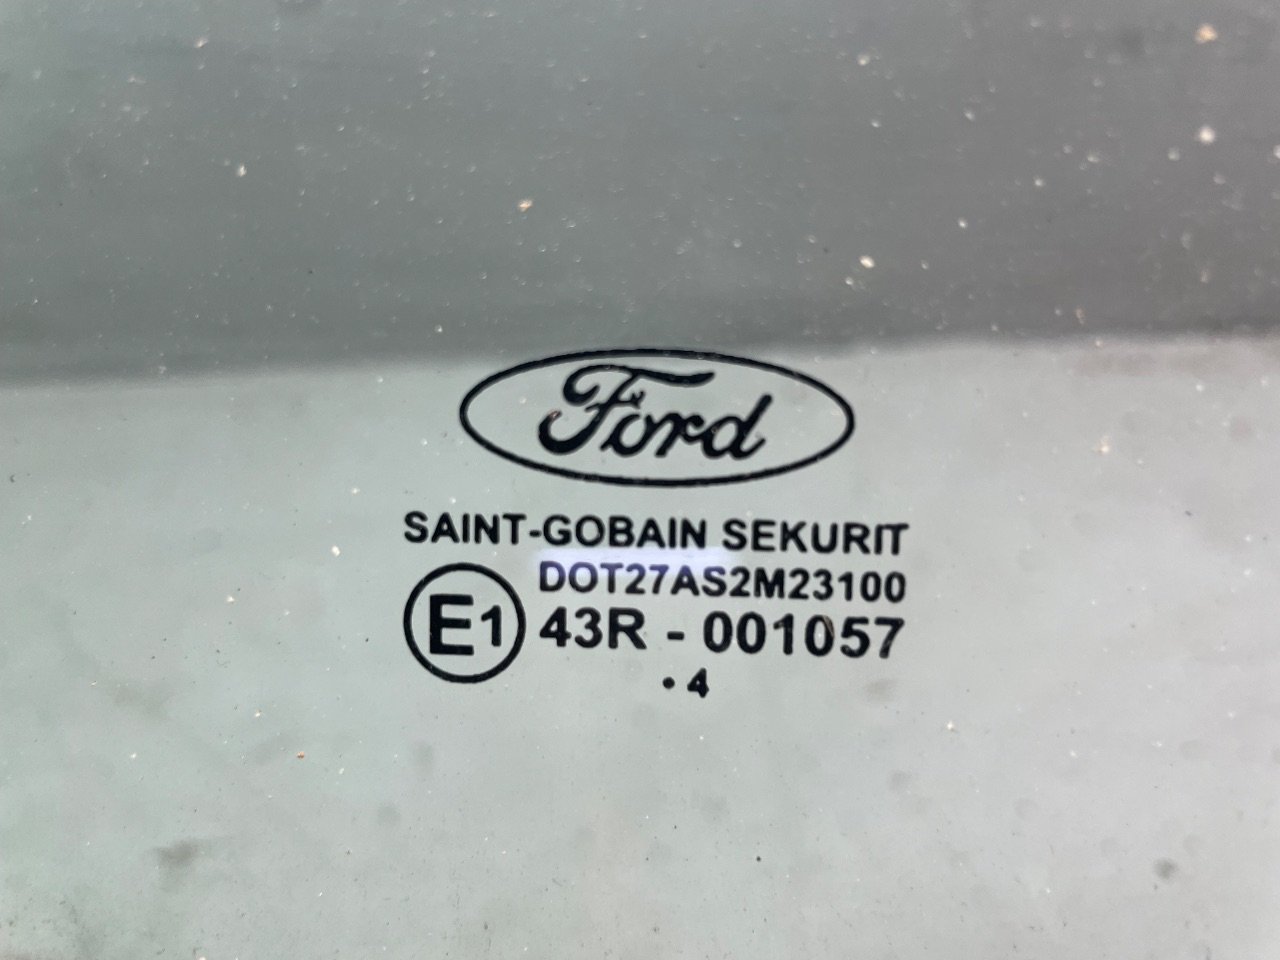 Ford
SAINT-GOBAIN SEKURIT
DOT27AS2M23100
E1 43R - 001057
• 4